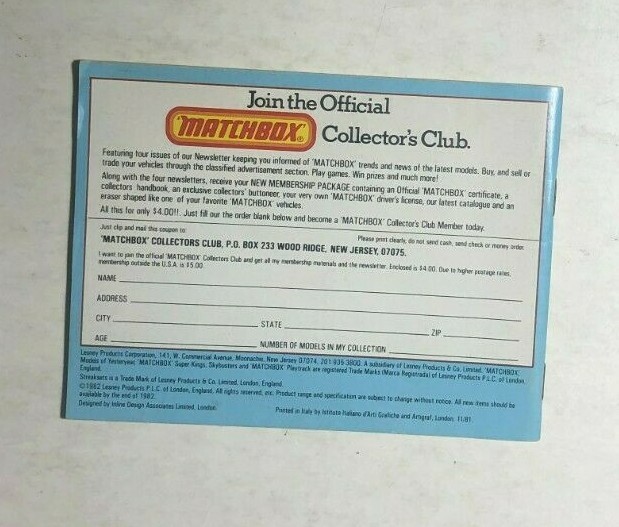 Join the Official
"MATCHBOX"® Collector's Club.
Featuring four issues of our Newsletter keeping you informed of 'MATCHBOX' trends and news of the latest models. Buy, and sell or
trade your vehicles through the classified advertisement section. Play games. Win prizes and much more!
Along with the four newsletters, receive your NEW MEMBERSHIP PACKAGE containing an Official 'MATCHBOX' certificate, a
collectors handbook, an exclusive collectors' buttoneer, your very own 'MATCHBOX' driver's license, our latest catalogue and an
eraser shaped like one of your favorite 'MATCHBOX' vehicles.
All this for only $4.00!!. Just fill our the order blank below and become a 'MATCHBOX' Collector's Club Member today.
Just clip and mail this coupon to: Please print clearly, do not send cash, send check or money order.
'MATCHBOX' COLLECTORS CLUB, P.O. BOX 233 WOOD RIDGE, NEW JERSEY, 07075.
I want to join the official 'MATCHBOX' Collectors Club and get all my membership materials and the newsletter. Enclosed is $4.00. Due to higher postage rates,
membership outside the U.S.A. is $5.00.
NAME
ADDRESS
CITY STATE ZIP
AGE NUMBER OF MODELS IN MY COLLECTION
Lesney Products Corporation, 141, W. Commercial Avenue, Moonachie, New Jersey 07074, 201-935-3800. A subsidiary of Lesney Products & Co. Limited. 'MATCHBOX'
Models of Yesteryear, 'MATCHBOX' Super Kings, Skybusters and 'MATCHBOX' Playtrack are registered Trade Marks (Marca Registrada) of Lesney Products P.L.C. of London,
England.
Streakers is a Trade Mark of Lesney Products & Co. Limited, London, England.
©1982 Lesney Products P.L.C. of London, England. All rights reserved, etc. Product range and specification are subject to change without notice. All new items should be
available by the end of 1982.
Designed by Inline Design Associates Limited, London. Printed in Italy by Istituto Italiano d'Arti Grafiche and Artigraf, London. 11/81.